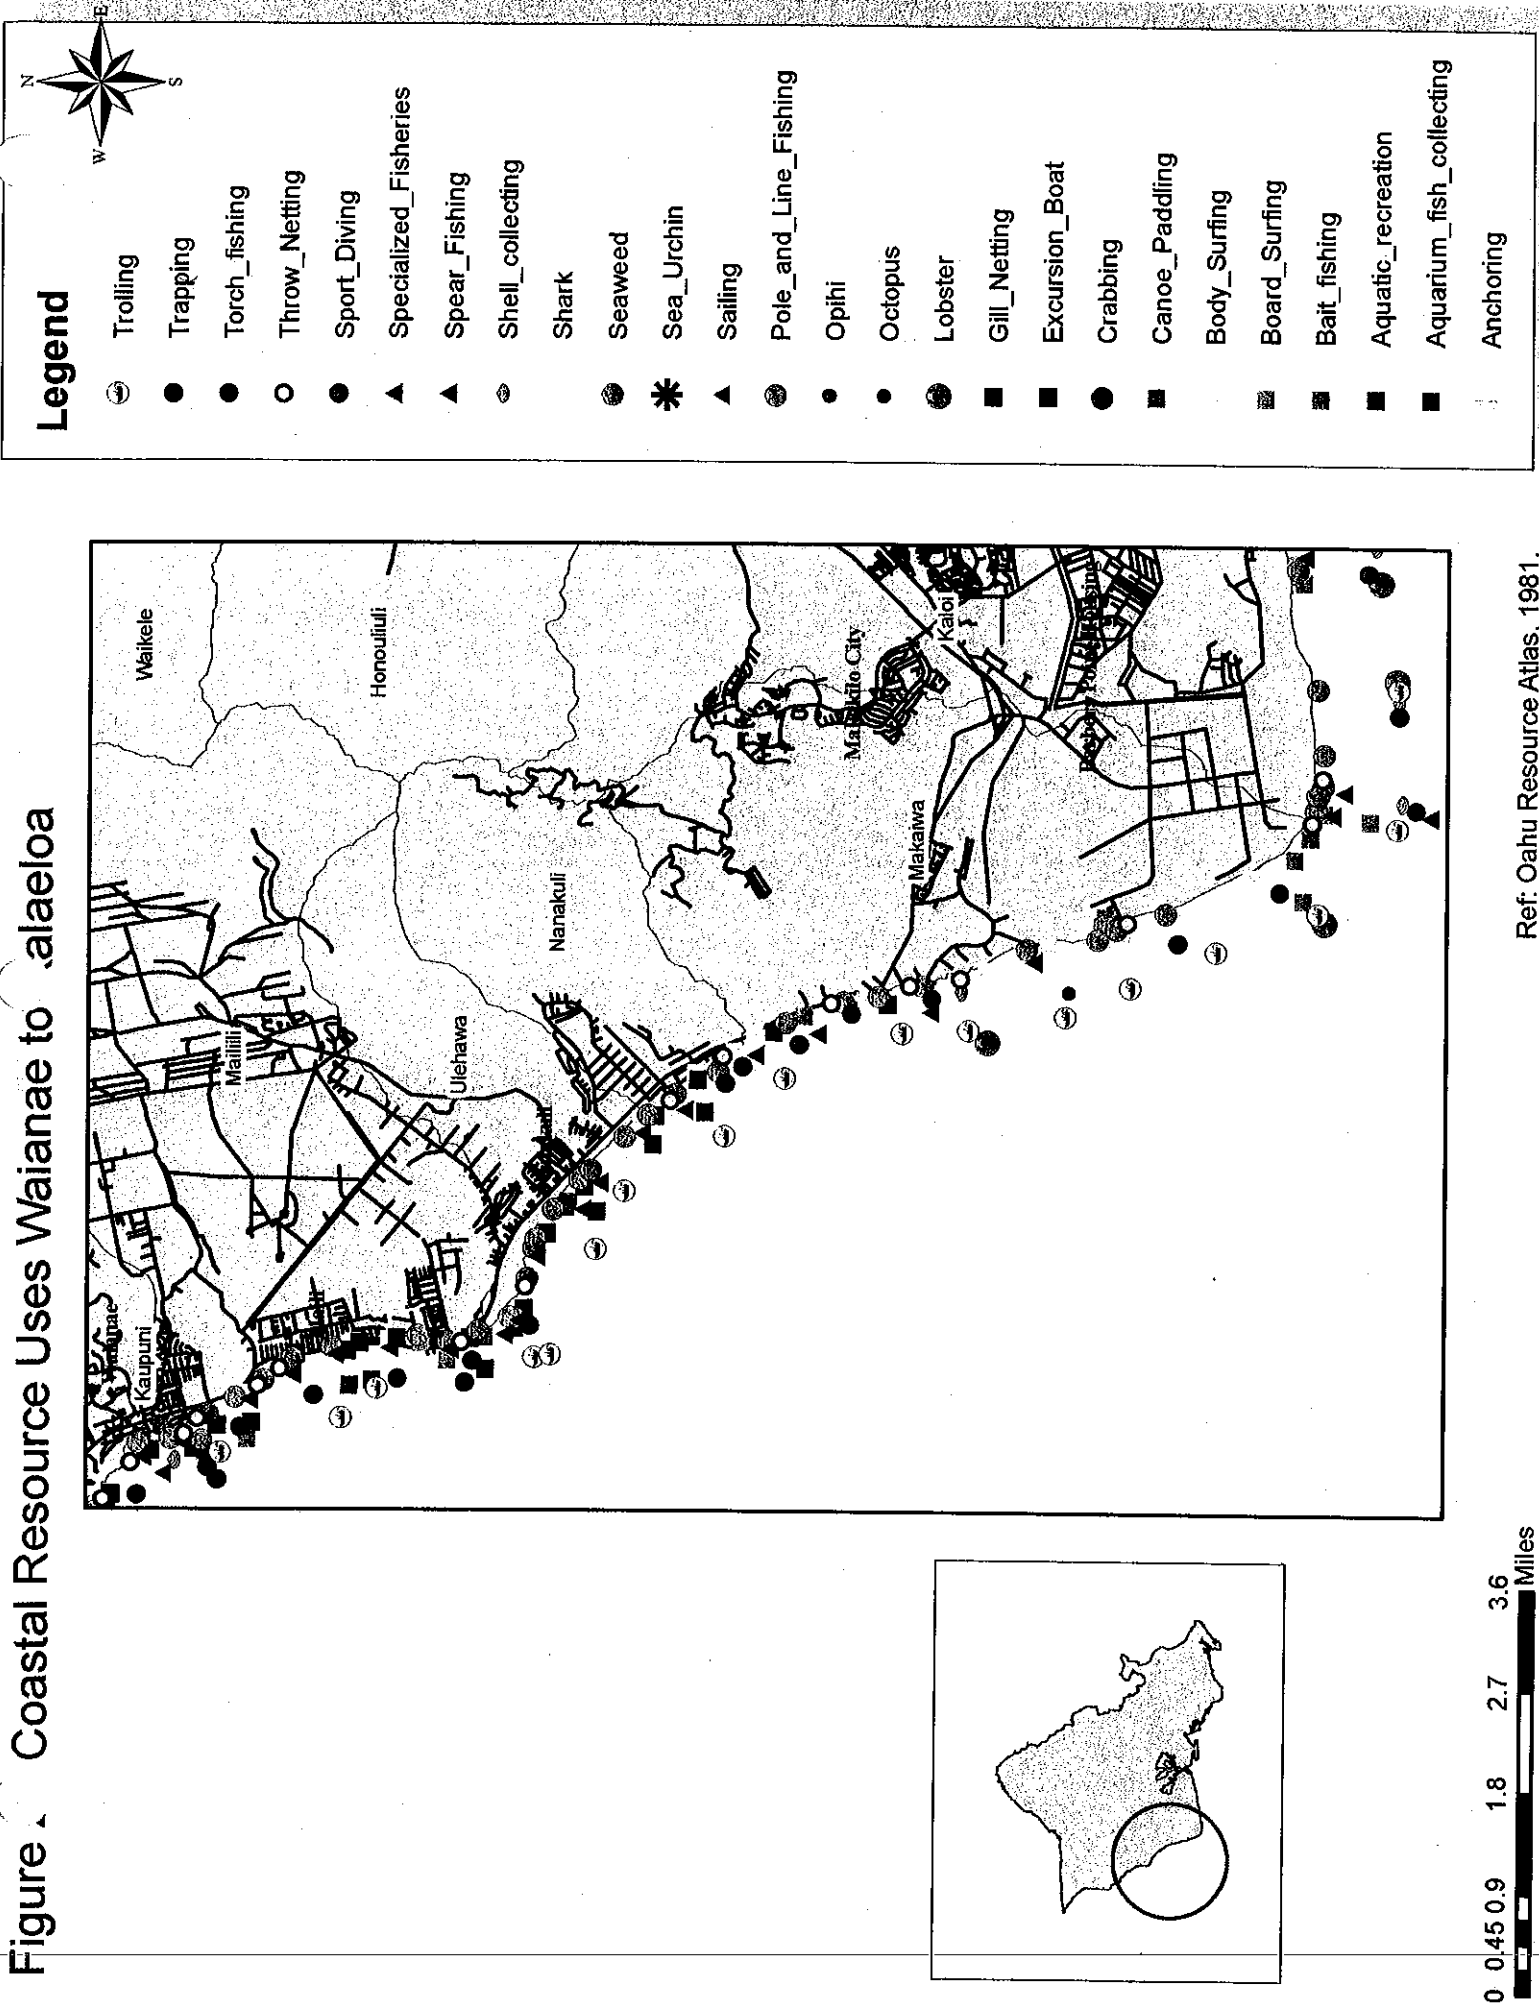 Figure Coastal Resource Uses Waianae to alaeloa
Legend
Trolling
Trapping
Torch_fishing
Throw_Netting
Sport_Diving
Specialized_Fisheries
Spear_Fishing
Shell_collecting
Shark
Seaweed
Sea_Urchin
Sailing
Pole_and_Line_Fishing
Opihi
Octopus
Lobster
Gill_Netting
Excursion_Boat
Crabbing
Canoe_Paddling
Body_Surfing
Board_Surfing
Bait_fishing
Aquatic_recreation
Aquarium_fish_collecting
Anchoring
N
E
S
W
Waikele
Honouliuli
Kaloi
Makaiwa
Nanakuli
Ulehawa
Mailiili
Kaupuni
0 0.45 0.9 1.8 2.7 3.6
Miles
Ref: Oahu Resource Atlas, 1981.